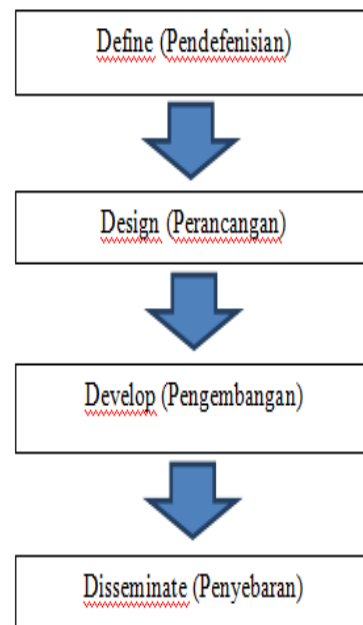 Define (Pendefenisian)
Design (Perancangan)
Develop (Pengembangan)
Disseminate (Penyebaran)